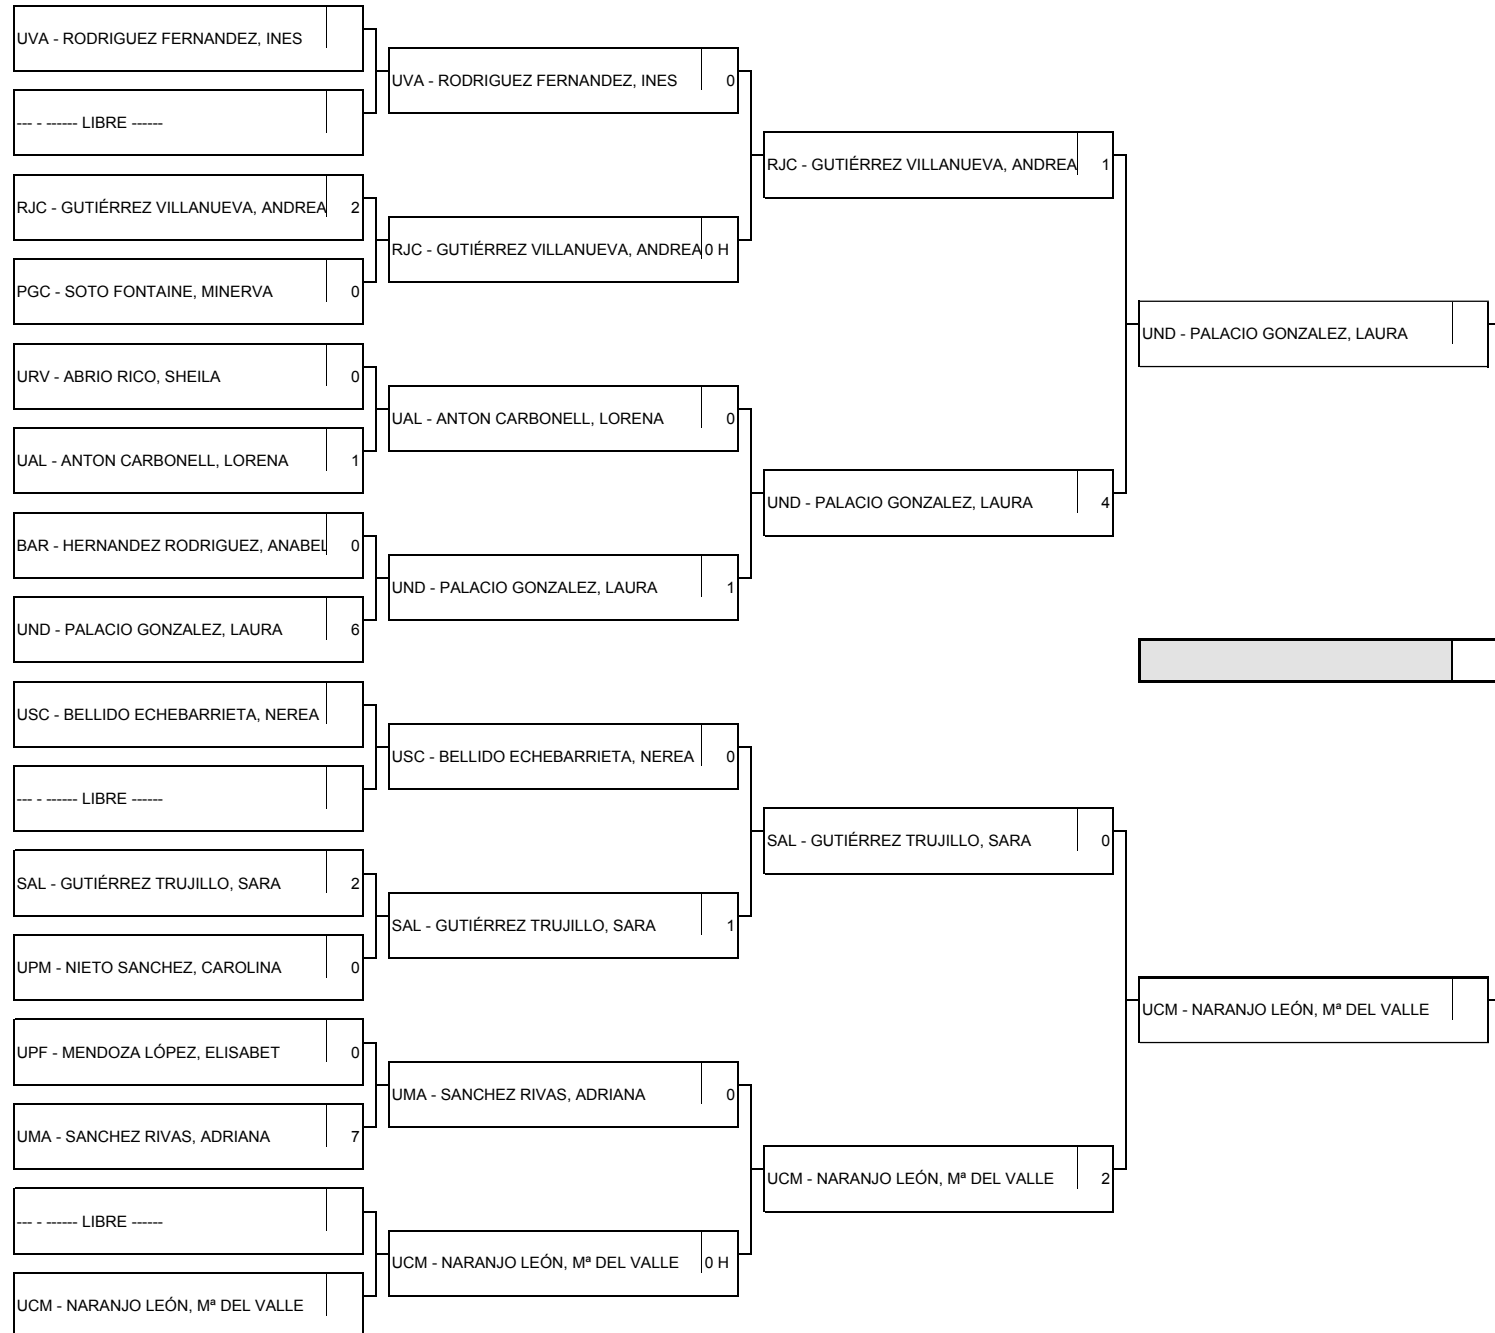 UVA - RODRIGUEZ FERNANDEZ, INES
UVA - RODRIGUEZ FERNANDEZ, INES 0
--- - ------ LIBRE ------
RJC - GUTIÉRREZ VILLANUEVA, ANDREA 1
RJC - GUTIÉRREZ VILLANUEVA, ANDREA 2
RJC - GUTIÉRREZ VILLANUEVA, ANDREA 0 H
PGC - SOTO FONTAINE, MINERVA 0
UND - PALACIO GONZALEZ, LAURA
URV - ABRIO RICO, SHEILA 0
UAL - ANTON CARBONELL, LORENA 0
UAL - ANTON CARBONELL, LORENA 1
UND - PALACIO GONZALEZ, LAURA 4
BAR - HERNANDEZ RODRIGUEZ, ANABEL 0
UND - PALACIO GONZALEZ, LAURA 1
UND - PALACIO GONZALEZ, LAURA 6
USC - BELLIDO ECHEBARRIETA, NEREA
USC - BELLIDO ECHEBARRIETA, NEREA 0
--- - ------ LIBRE ------
SAL - GUTIÉRREZ TRUJILLO, SARA 0
SAL - GUTIÉRREZ TRUJILLO, SARA 2
SAL - GUTIÉRREZ TRUJILLO, SARA 1
UPM - NIETO SANCHEZ, CAROLINA 0
UCM - NARANJO LEÓN, Mª DEL VALLE
UPF - MENDOZA LÓPEZ, ELISABET 0
UMA - SANCHEZ RIVAS, ADRIANA 0
UMA - SANCHEZ RIVAS, ADRIANA 7
UCM - NARANJO LEÓN, Mª DEL VALLE 2
--- - ------ LIBRE ------
UCM - NARANJO LEÓN, Mª DEL VALLE 0 H
UCM - NARANJO LEÓN, Mª DEL VALLE